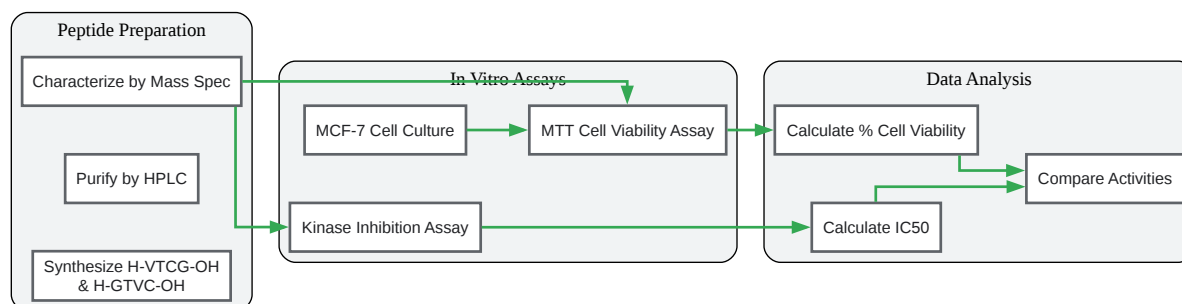 Peptide Preparation
Characterize by Mass Spec
Purify by HPLC
Synthesize H-VTCG-OH
& H-GTVC-OH
In Vitro Assays
MCF-7 Cell Culture
MTT Cell Viability Assay
Kinase Inhibition Assay
Data Analysis
Calculate % Cell Viability
Compare Activities
Calculate IC50